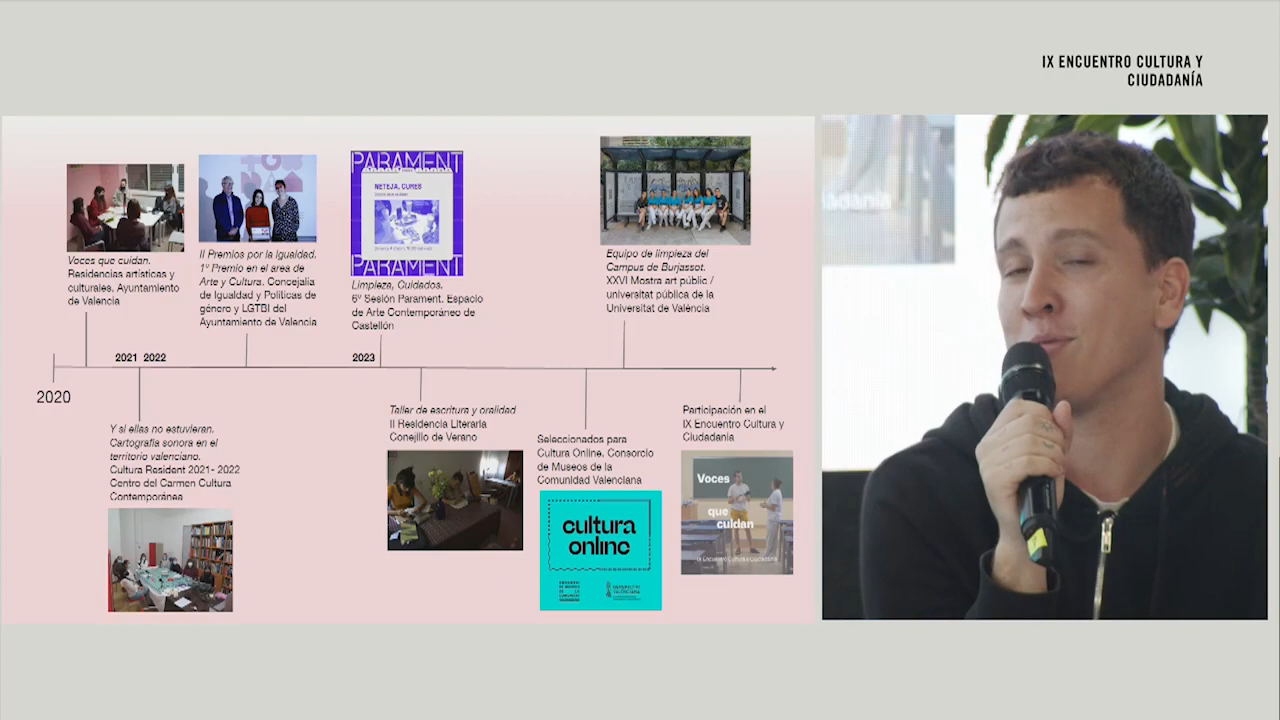 IX ENCUENTRO CULTURA Y
CIUDADANÍA
Voces que cuidan.
Residencias artísticas y
culturales. Ayuntamiento
de Valencia
II Premios por la Igualdad.
1º Premio en el area de
Arte y Cultura. Concejalía
de Igualdad y Políticas de
género y LGTBI del
Ayuntamiento de Valencia
PARAMENT
NETEJA, CURES
PARAMENT
Limpieza, Cuidados.
6º Sesión Parament. Espacio
de Arte Contemporáneo de
Castellón
Equipo de limpieza del
Campus de Burjassot.
XXVI Mostra art públic /
universitat pública de la
Universitat de València
2021 2022
2023
2020
Y si ellas no estuvieran.
Cartografía sonora en el
territorio valenciano.
Cultura Resident 2021- 2022
Centro del Carmen Cultura
Contemporánea
Taller de escritura y oralidad
II Residencia Literaria
Conejillo de Verano
Seleccionados para
Cultura Online. Consorcio
de Museos de la
Comunidad Valenciana
cultura
online
Participación en el
IX Encuentro Cultura y
Ciudadanía
Voces
que
cuidan
IX Encuentro Cultura y Ciudadanía